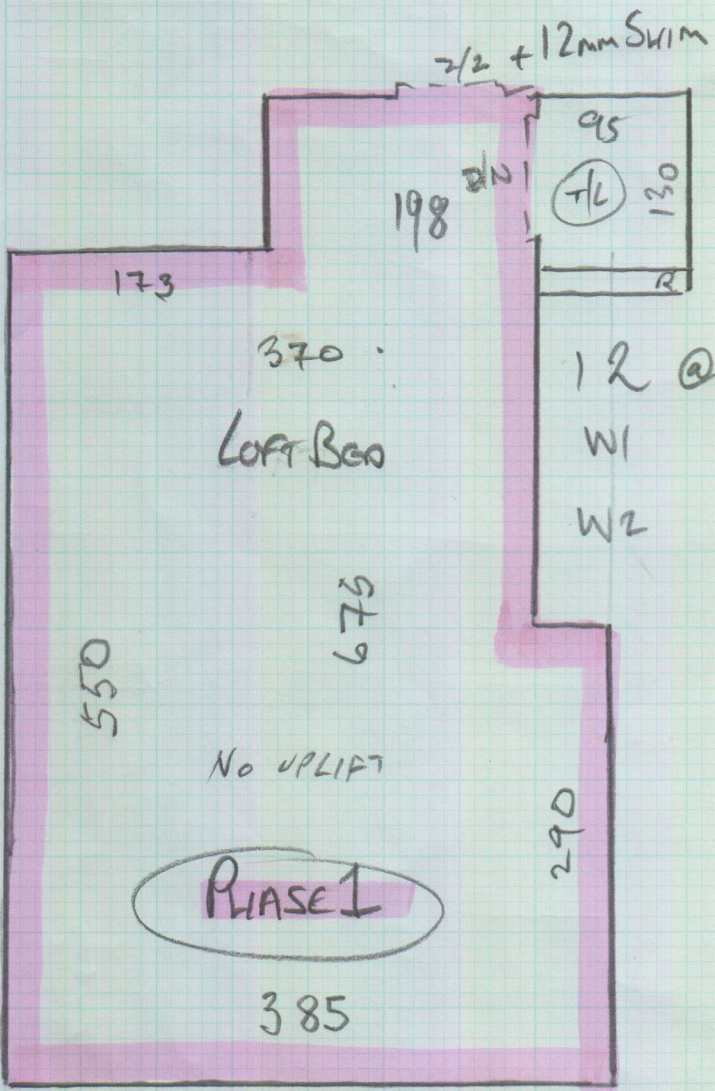 2/2 + 12mm SHIM
95
T/L
130
D/N
198
R
173
370
12 @
LOFT BED
W1
W2
675
550
NO UPLIFT
290
PHASE 1
385